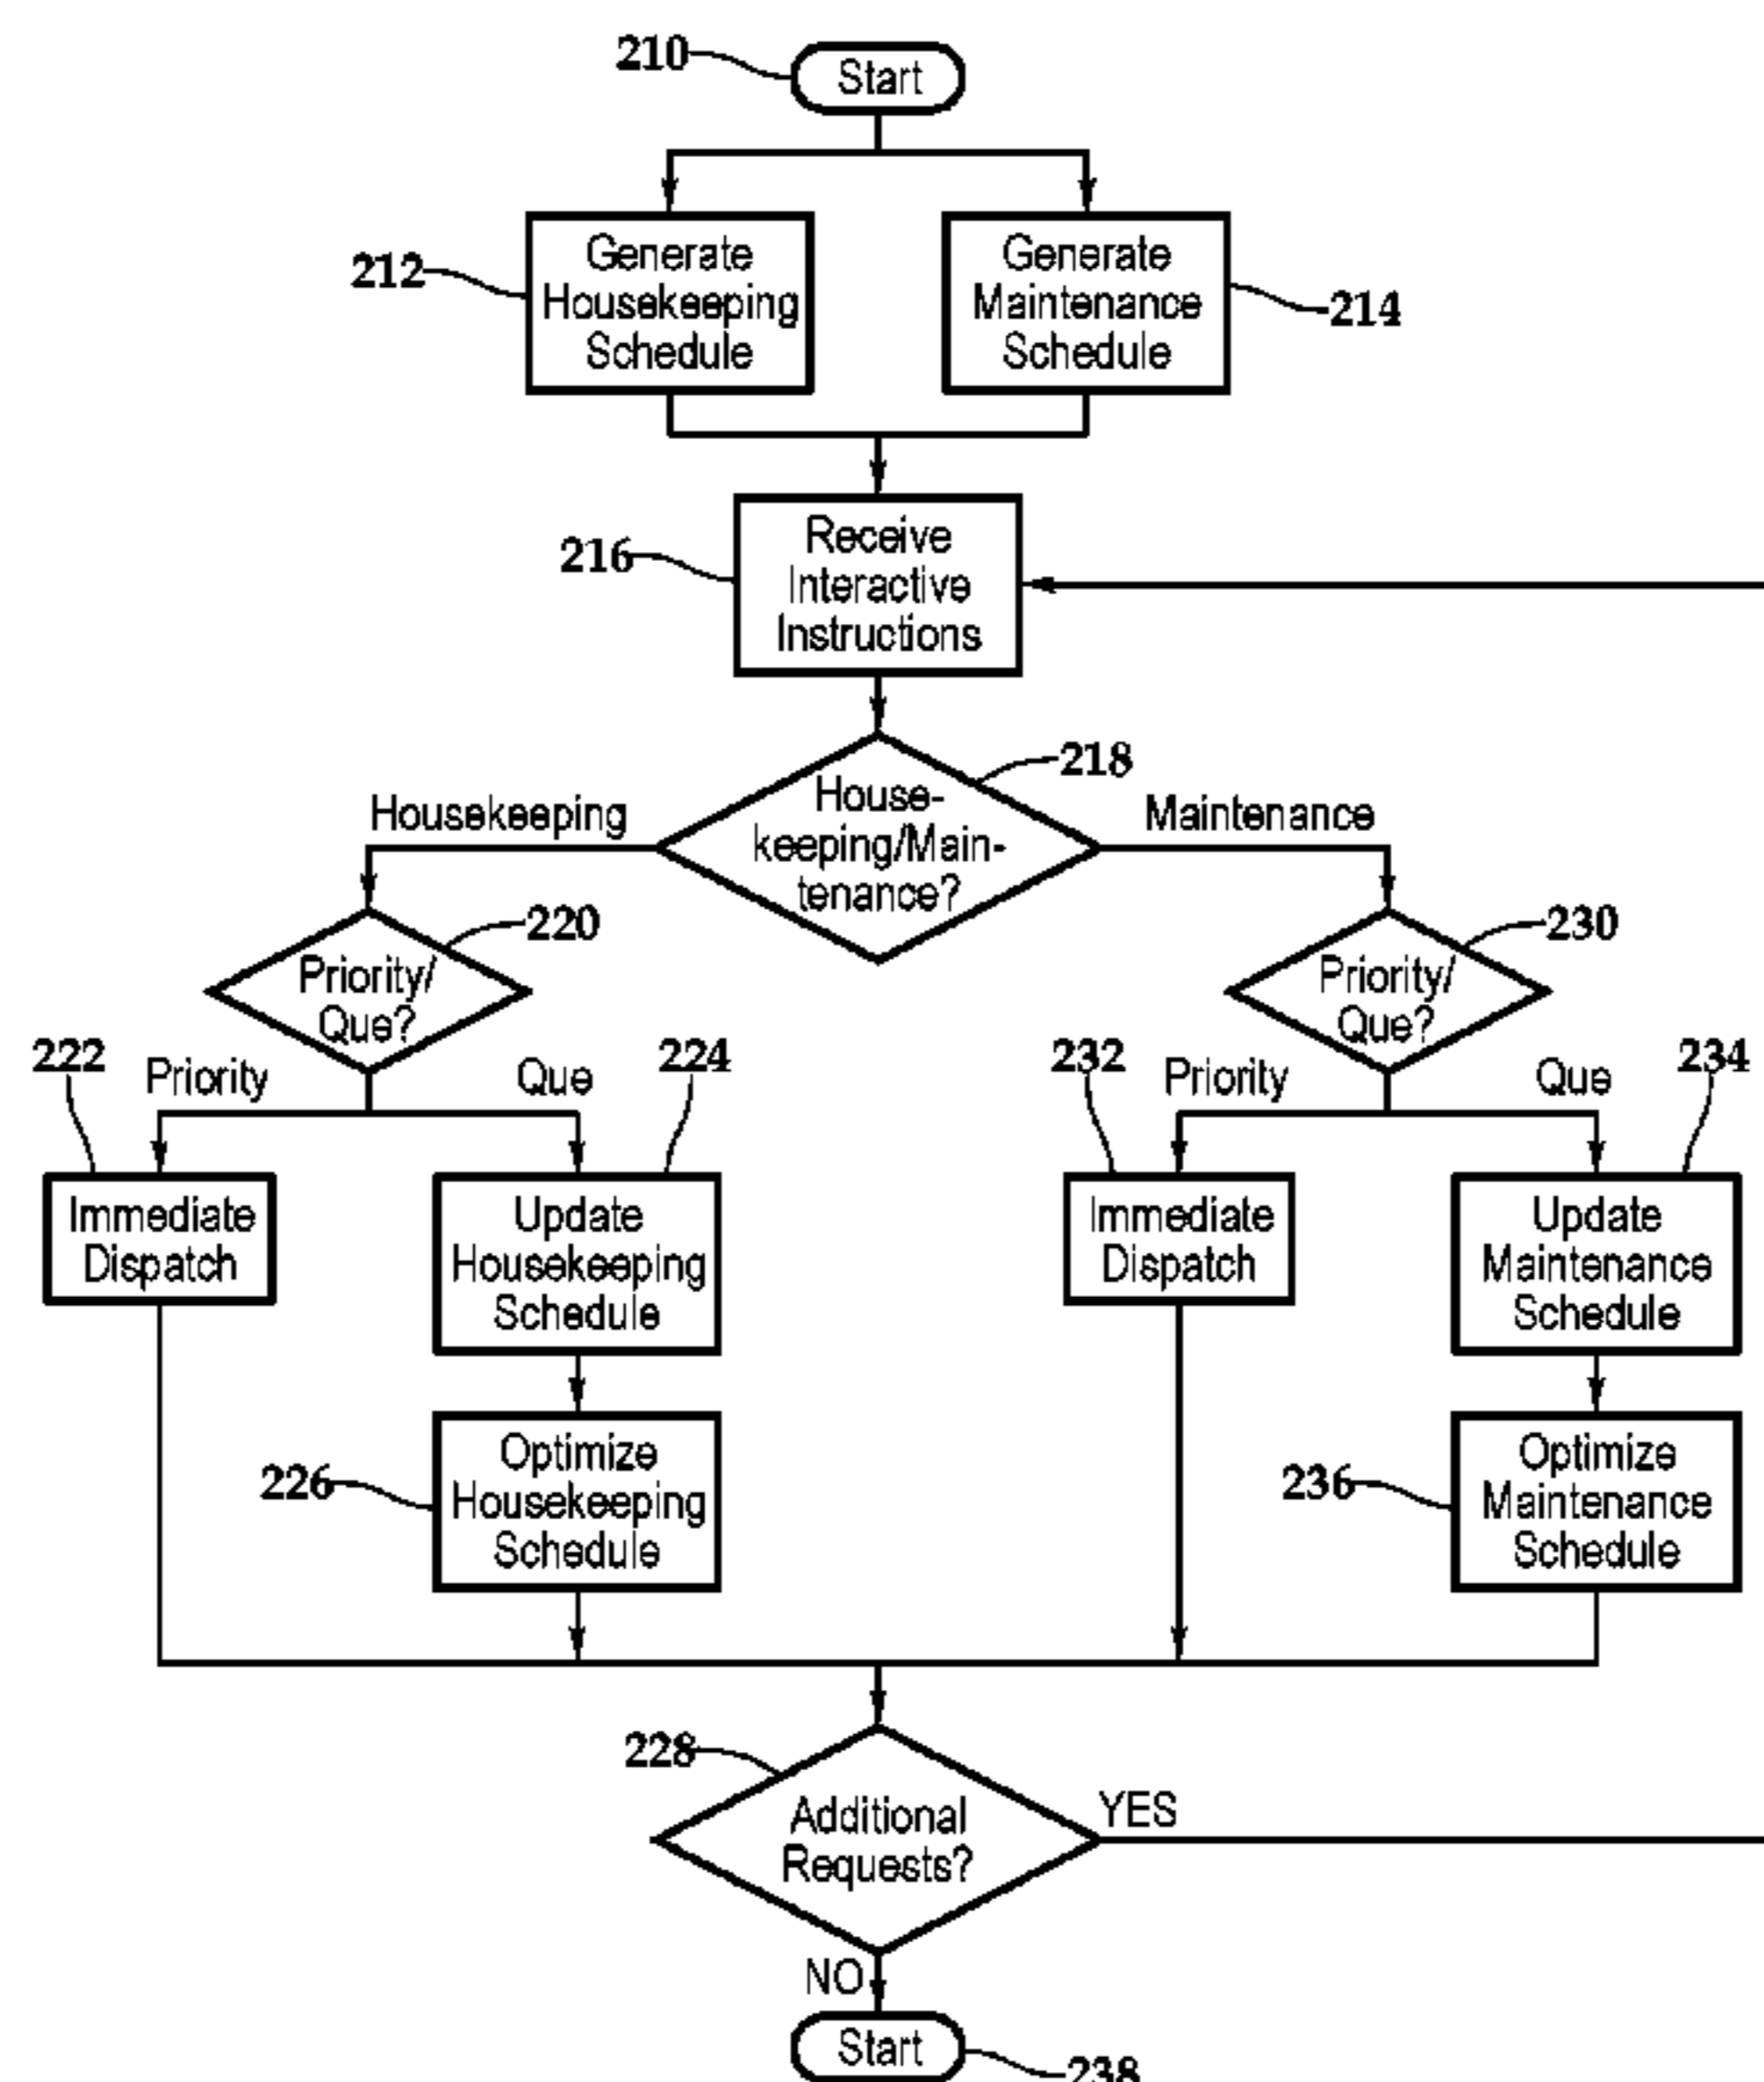 210
Start
212
Generate
Housekeeping
Schedule
Generate
Maintenance
Schedule
214
216
Receive
Interactive
Instructions
218
House-
keeping/Main-
tenance?
Housekeeping
Maintenance
220
Priority/
Que?
230
Priority/
Que?
222
Priority
Que
224
232
Priority
Que
234
Immediate
Dispatch
Update
Housekeeping
Schedule
Immediate
Dispatch
Update
Maintenance
Schedule
226
Optimize
Housekeeping
Schedule
236
Optimize
Maintenance
Schedule
228
Additional
Requests?
YES
NO
Start
238